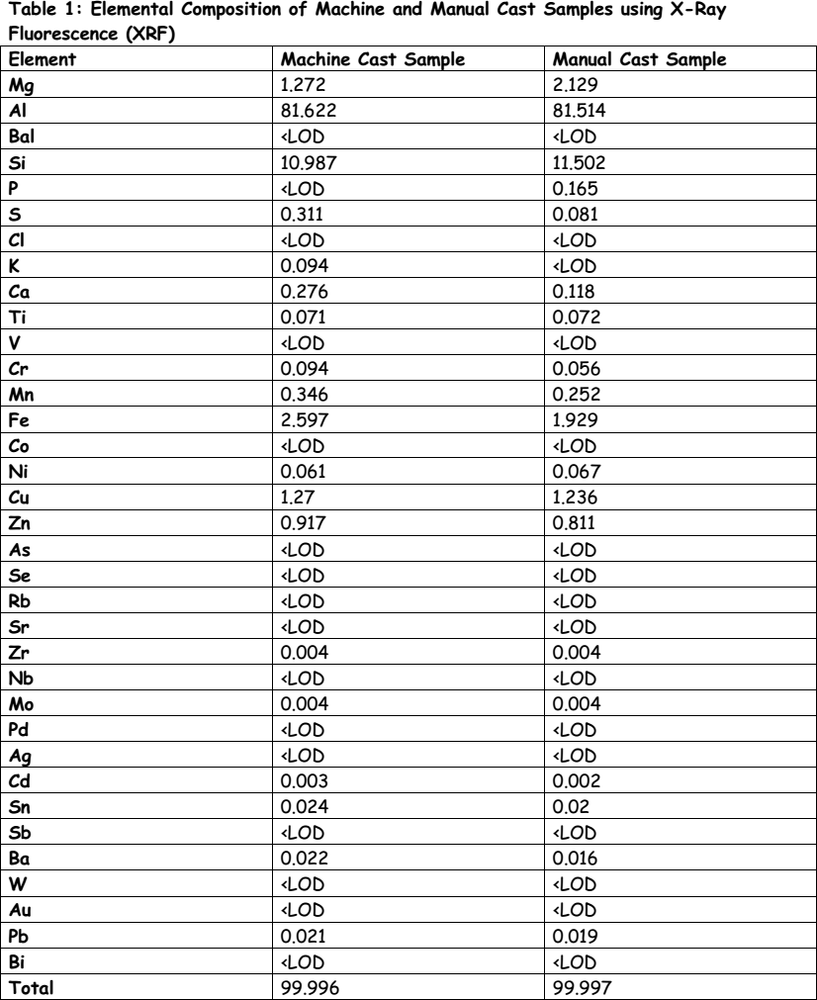 Table 1: Elemental Composition of Machine and Manual Cast Samples using X-Ray
Fluorescence (XRF)
Element Machine Cast Sample Manual Cast Sample
Mg 1.272 2.129
Al 81.622 81.514
Bal <LOD <LOD
Si 10.987 11.502
P <LOD 0.165
S 0.311 0.081
Cl <LOD <LOD
K 0.094 <LOD
Ca 0.276 0.118
Ti 0.071 0.072
V <LOD <LOD
Cr 0.094 0.056
Mn 0.346 0.252
Fe 2.597 1.929
Co <LOD <LOD
Ni 0.061 0.067
Cu 1.27 1.236
Zn 0.917 0.811
As <LOD <LOD
Se <LOD <LOD
Rb <LOD <LOD
Sr <LOD <LOD
Zr 0.004 0.004
Nb <LOD <LOD
Mo 0.004 0.004
Pd <LOD <LOD
Ag <LOD <LOD
Cd 0.003 0.002
Sn 0.024 0.02
Sb <LOD <LOD
Ba 0.022 0.016
W <LOD <LOD
Au <LOD <LOD
Pb 0.021 0.019
Bi <LOD <LOD
Total 99.996 99.997